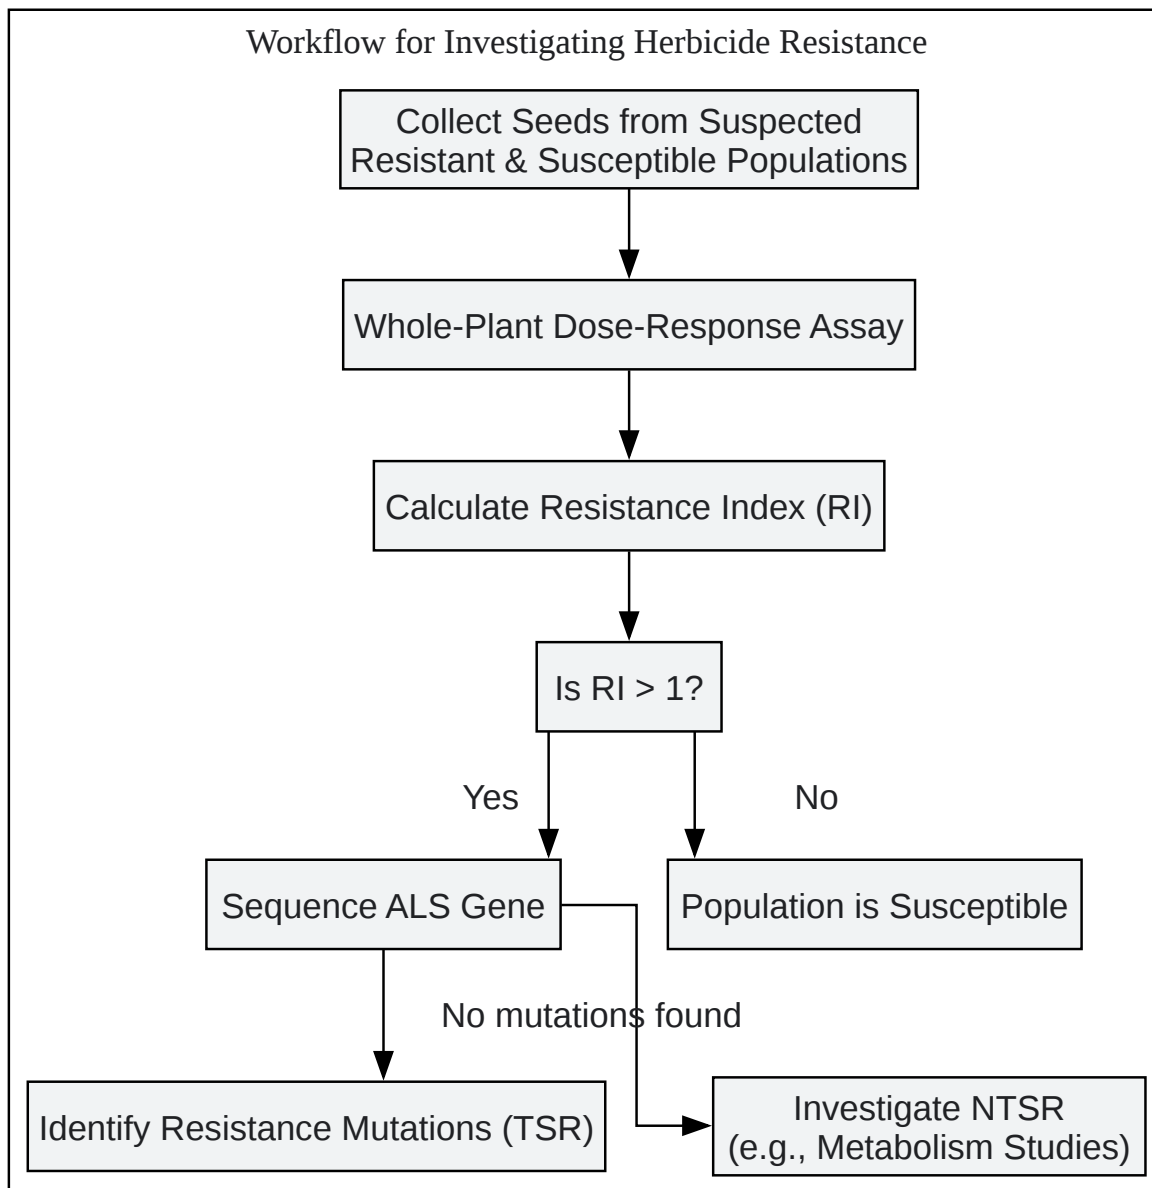 Workflow for Investigating Herbicide Resistance
Collect Seeds from Suspected
Resistant & Susceptible Populations
Whole-Plant Dose-Response Assay
Calculate Resistance Index (RI)
Is RI > 1?
Yes
No
Sequence ALS Gene
Population is Susceptible
No mutations found
Identify Resistance Mutations (TSR)
Investigate NTSR
(e.g., Metabolism Studies)